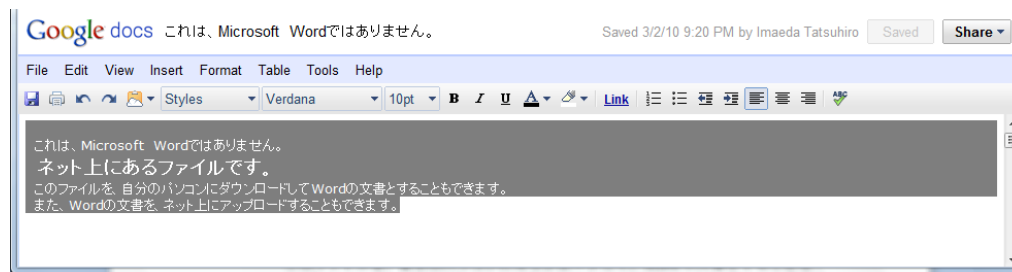 Google docs これは、Microsoft Wordではありません。 Saved 3/2/10 9:20 PM by Imaeda Tatsuhiro Saved Share
File Edit View Insert Format Table Tools Help
Styles Verdana 10pt B I U A Link ABC
これは、Microsoft Wordではありません。
ネット上にあるファイルです。
このファイルを、自分のパソコンにダウンロードしてWordの文書とすることもできます。
また、Wordの文書を、ネット上にアップロードすることもできます。